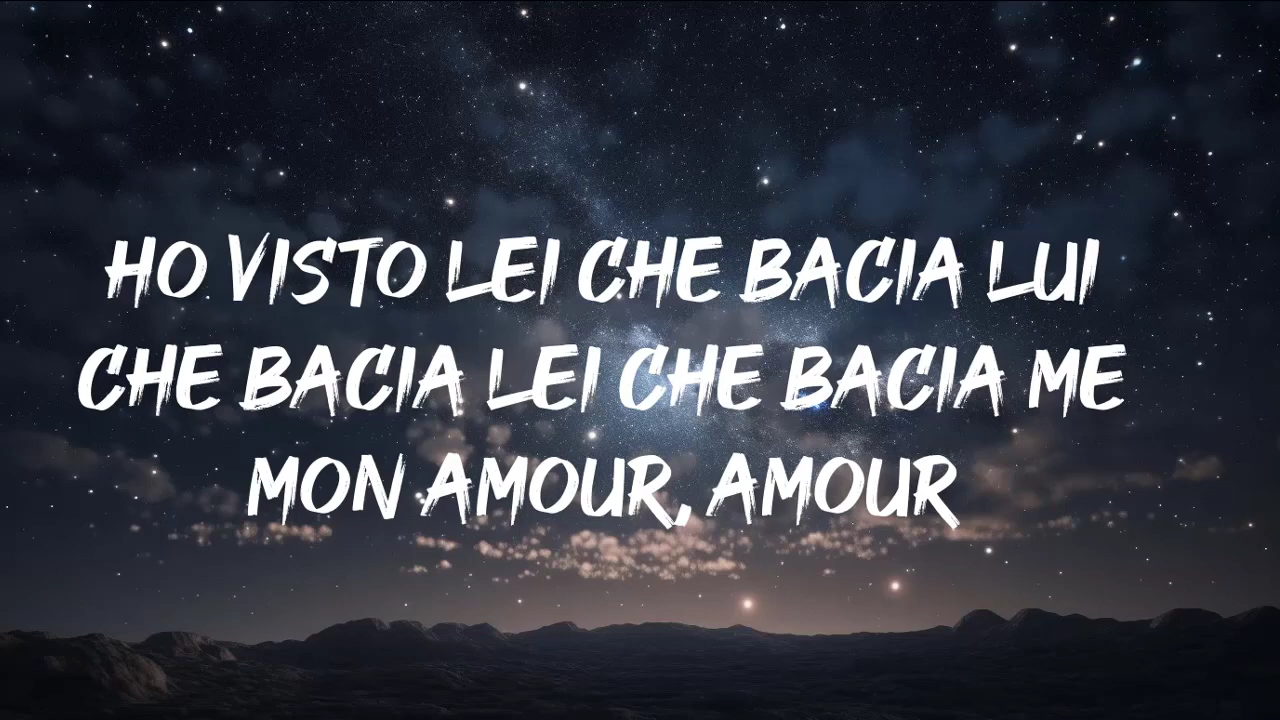 HO VISTO LEI CHE BACIA LUI
CHE BACIA LEI CHE BACIA ME
MON AMOUR, AMOUR